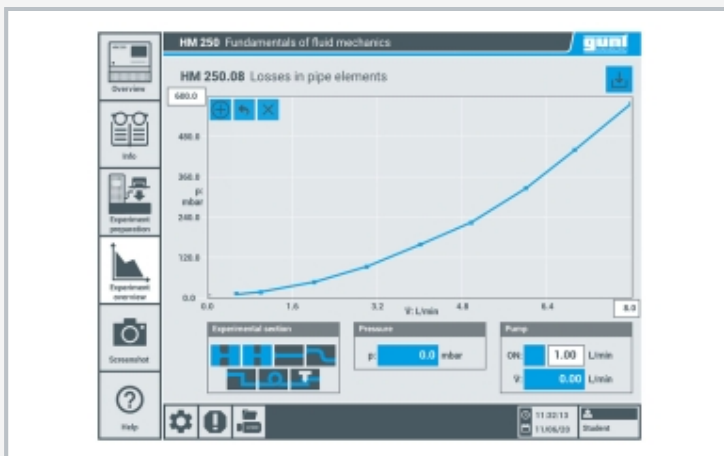 HM 250 Fundamentals of fluid mechanics
gunt
HM 250.08 Losses in pipe elements
Overview
Info
Experiment
preparation
Experiment
overview
Screenshot
Help
600.0
480.0
360.0
p:
mbar
240.0
120.0
0.0
0.0 1.6 3.2 V̇: L/min 4.8 6.4 8.0
Experimental section
Pressure
p: 0.0 mbar
Pump
ON: 1.00 L/min
V̇: 0.00 L/min
11:32:13
11/06/20
Student